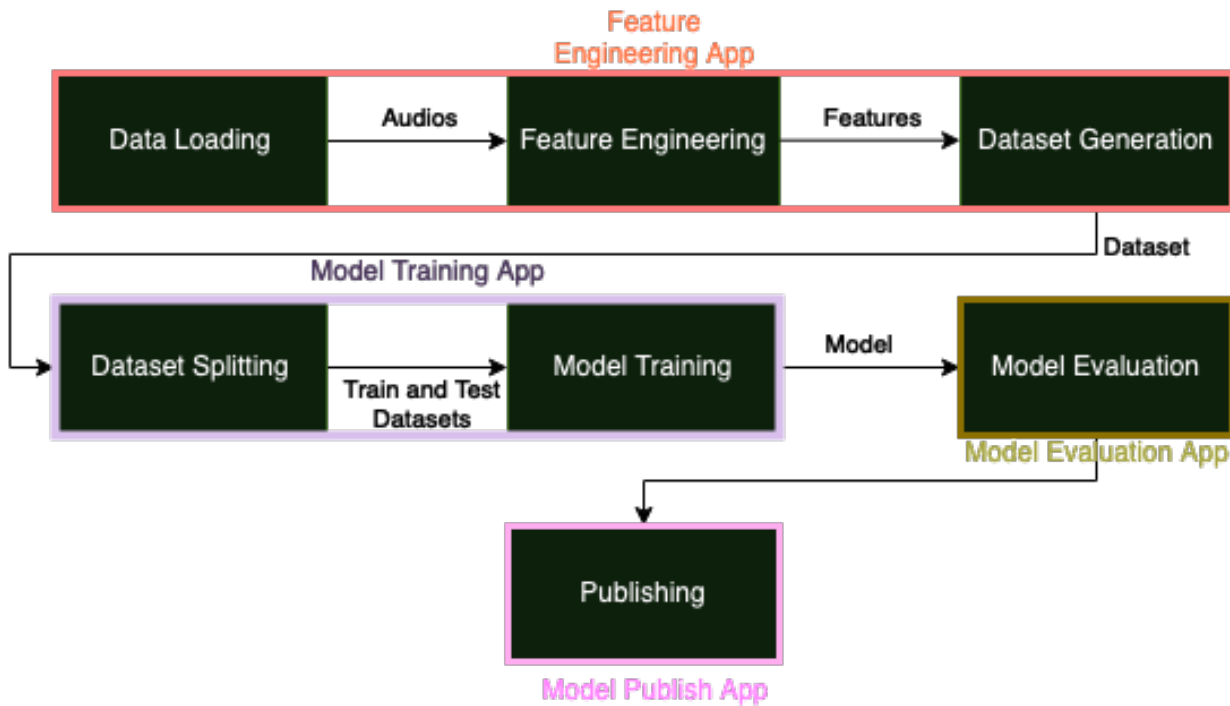 Feature
Engineering App
Data Loading
Audios
Feature Engineering
Features
Dataset Generation
Dataset
Model Training App
Dataset Splitting
Train and Test
Datasets
Model Training
Model
Model Evaluation
Model Evaluation App
Publishing
Model Publish App